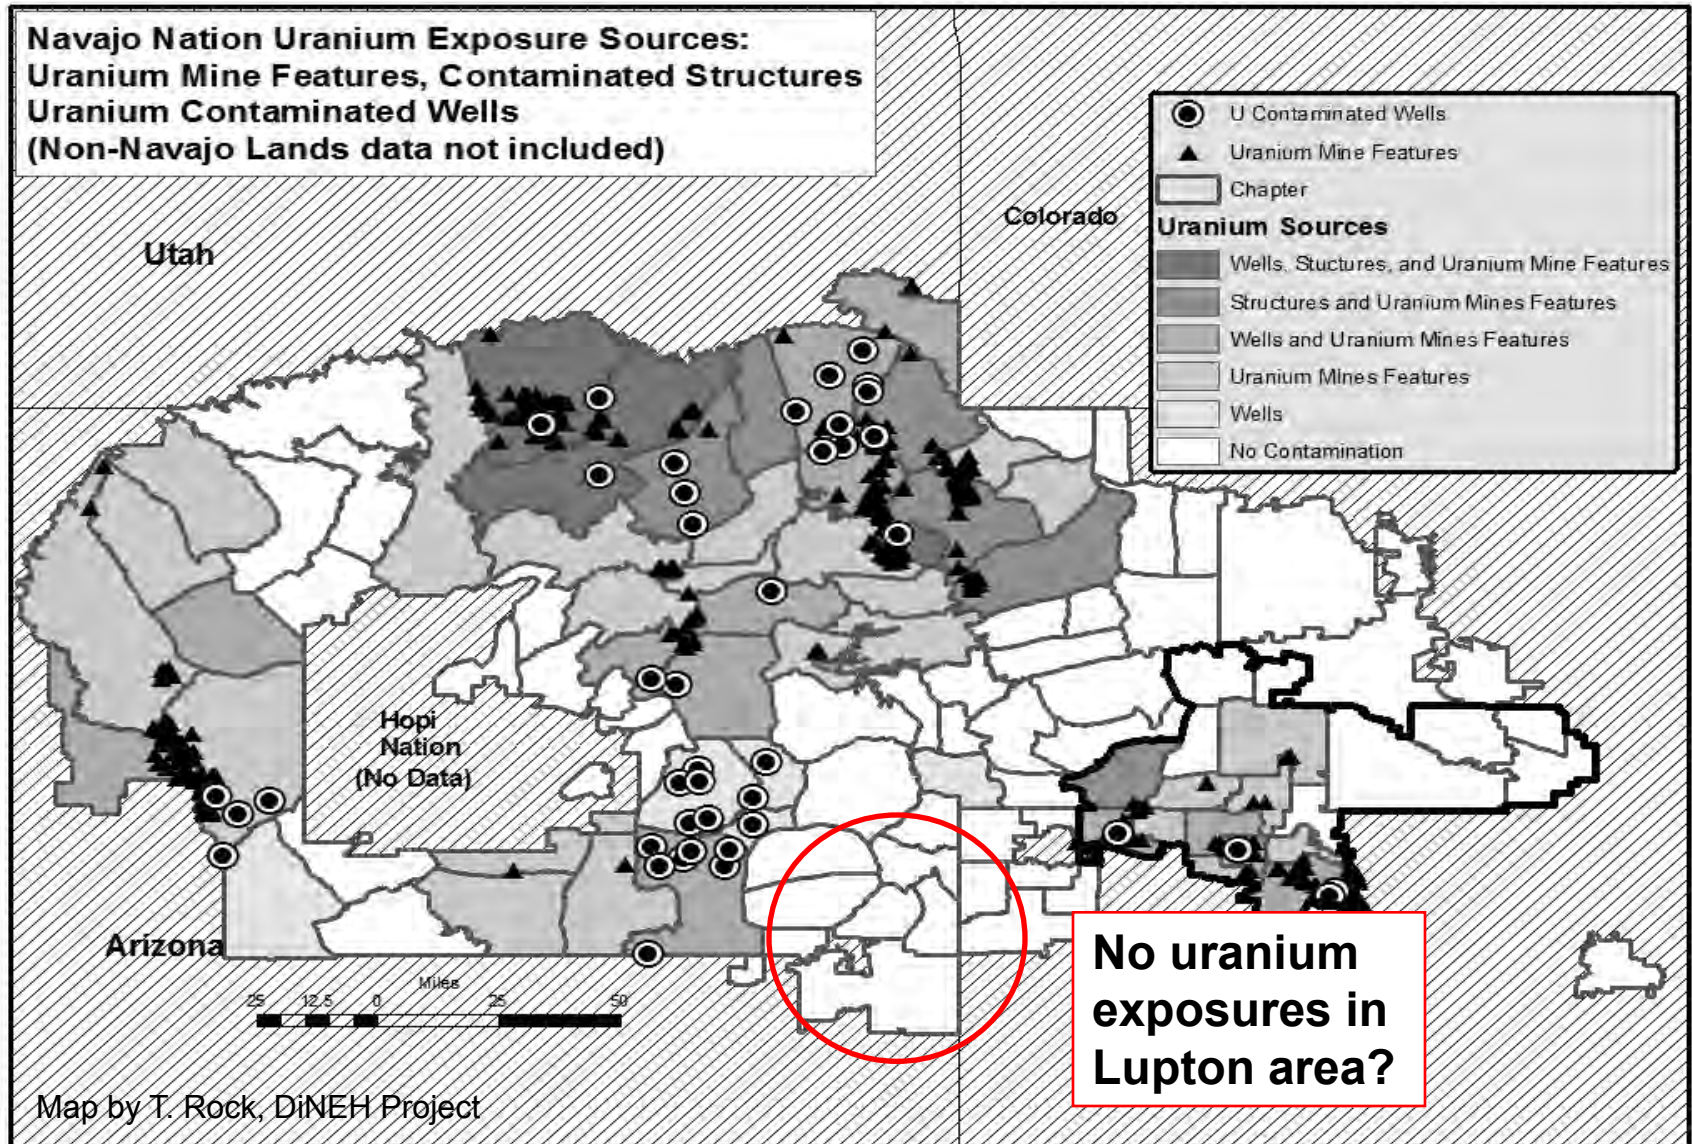 Navajo Nation Uranium Exposure Sources:
Uranium Mine Features, Contaminated Structures
Uranium Contaminated Wells
(Non-Navajo Lands data not included)
U Contaminated Wells
Uranium Mine Features
Chapter
Uranium Sources
Wells, Stuctures, and Uranium Mine Features
Structures and Uranium Mines Features
Wells and Uranium Mines Features
Uranium Mines Features
Wells
No Contamination
Colorado
Utah
Hopi
Nation
(No Data)
Arizona
Miles
25 12.5 0 25 50
No uranium
exposures in
Lupton area?
Map by T. Rock, DiNEH Project